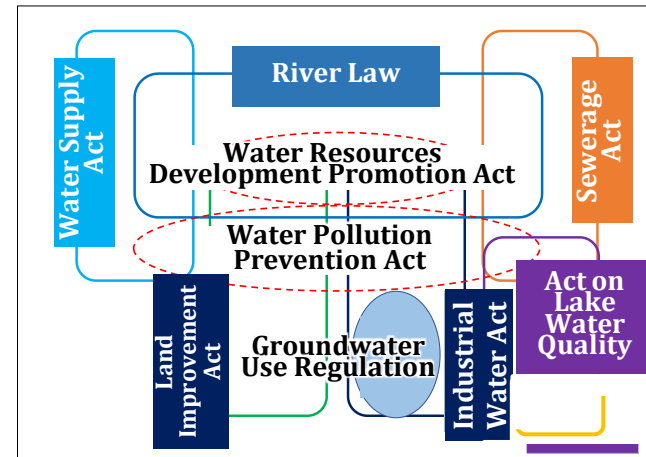 River Law
Water Supply
Act
Sewerage
Act
Water Resources
Development Promotion Act
Water Pollution
Prevention Act
Land
Improvement
Act
Groundwater
Use Regulation
Industrial
Water Act
Act on
Lake
Water
Quality